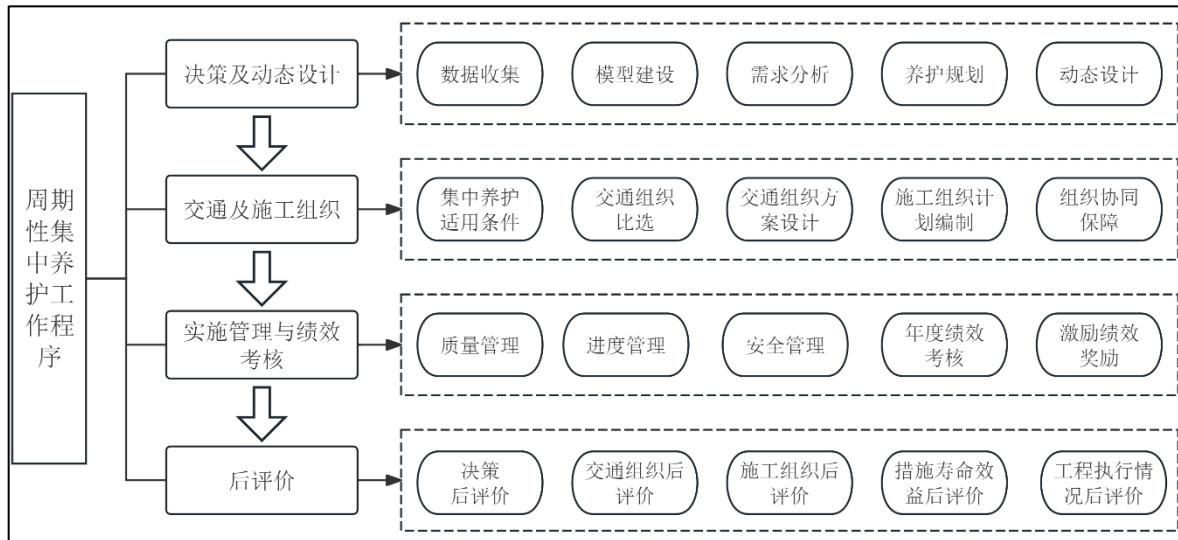 周期
性集
中养
护工
作程
序
决策及动态设计
数据收集
模型建设
需求分析
养护规划
动态设计
交通及施工组织
集中养护
适用条件
交通组织
比选
交通组织方
案设计
施工组织计
划编制
组织协同
保障
实施管理与绩效
考核
质量管理
进度管理
安全管理
年度绩效
考核
激励绩效
奖励
后评价
决策
后评价
交通组织后
评价
施工组织后
评价
措施寿命效
益后评价
工程执行情
况后评价